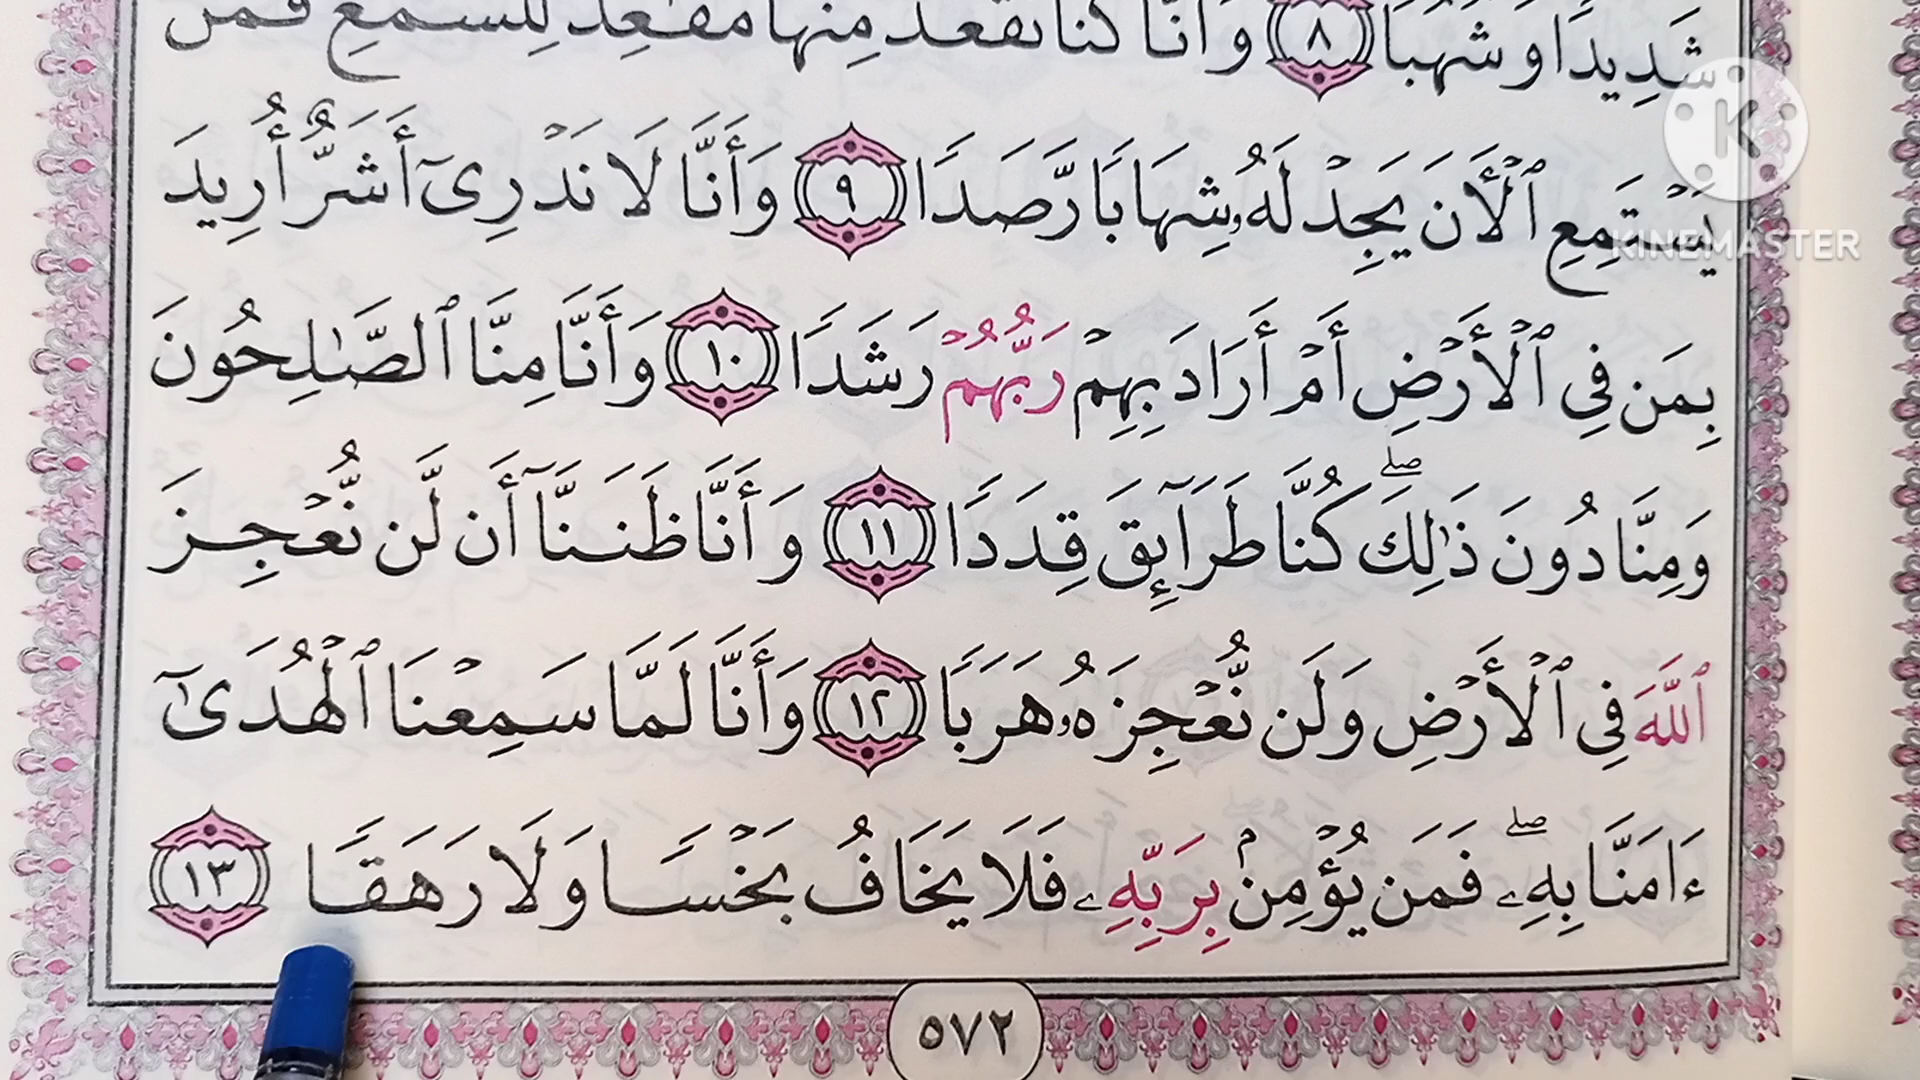 شَدِيدٗا وَشُهُبٗا ٨ وَأَنَّا كُنَّا نَقۡعُدُ مِنۡهَا مَقَٰعِدَ لِلسَّمۡعِۖ فَمَن
يَسۡتَمِعِ ٱلۡأٓنَ يَجِدۡ لَهُۥ شِهَابٗا رَّصَدٗا ٩ وَأَنَّا لَا نَدۡرِيٓ أَشَرٌّ أُرِيدَ
بِمَن فِي ٱلۡأَرۡضِ أَمۡ أَرَادَ بِهِمۡ رَبُّهُمۡ رَشَدٗا ١٠ وَأَنَّا مِنَّا ٱلصَّٰلِحُونَ
وَمِنَّا دُونَ ذَٰلِكَۖ كُنَّا طَرَآئِقَ قِدَدٗا ١١ وَأَنَّا ظَنَنَّآ أَن لَّن نُّعۡجِزَ
ٱللَّهَ فِي ٱلۡأَرۡضِ وَلَن نُّعۡجِزَهُۥ هَرَبٗا ١٢ وَأَنَّا لَمَّا سَمِعۡنَا ٱلۡهُدَىٰٓ
ءَامَنَّا بِهِۦۖ فَمَن يُؤۡمِنۢ بِرَبِّهِۦ فَلَا يَخَافُ بَخۡسٗا وَلَا رَهَقٗا ١٣
٥٧٢
K
KINEMASTER